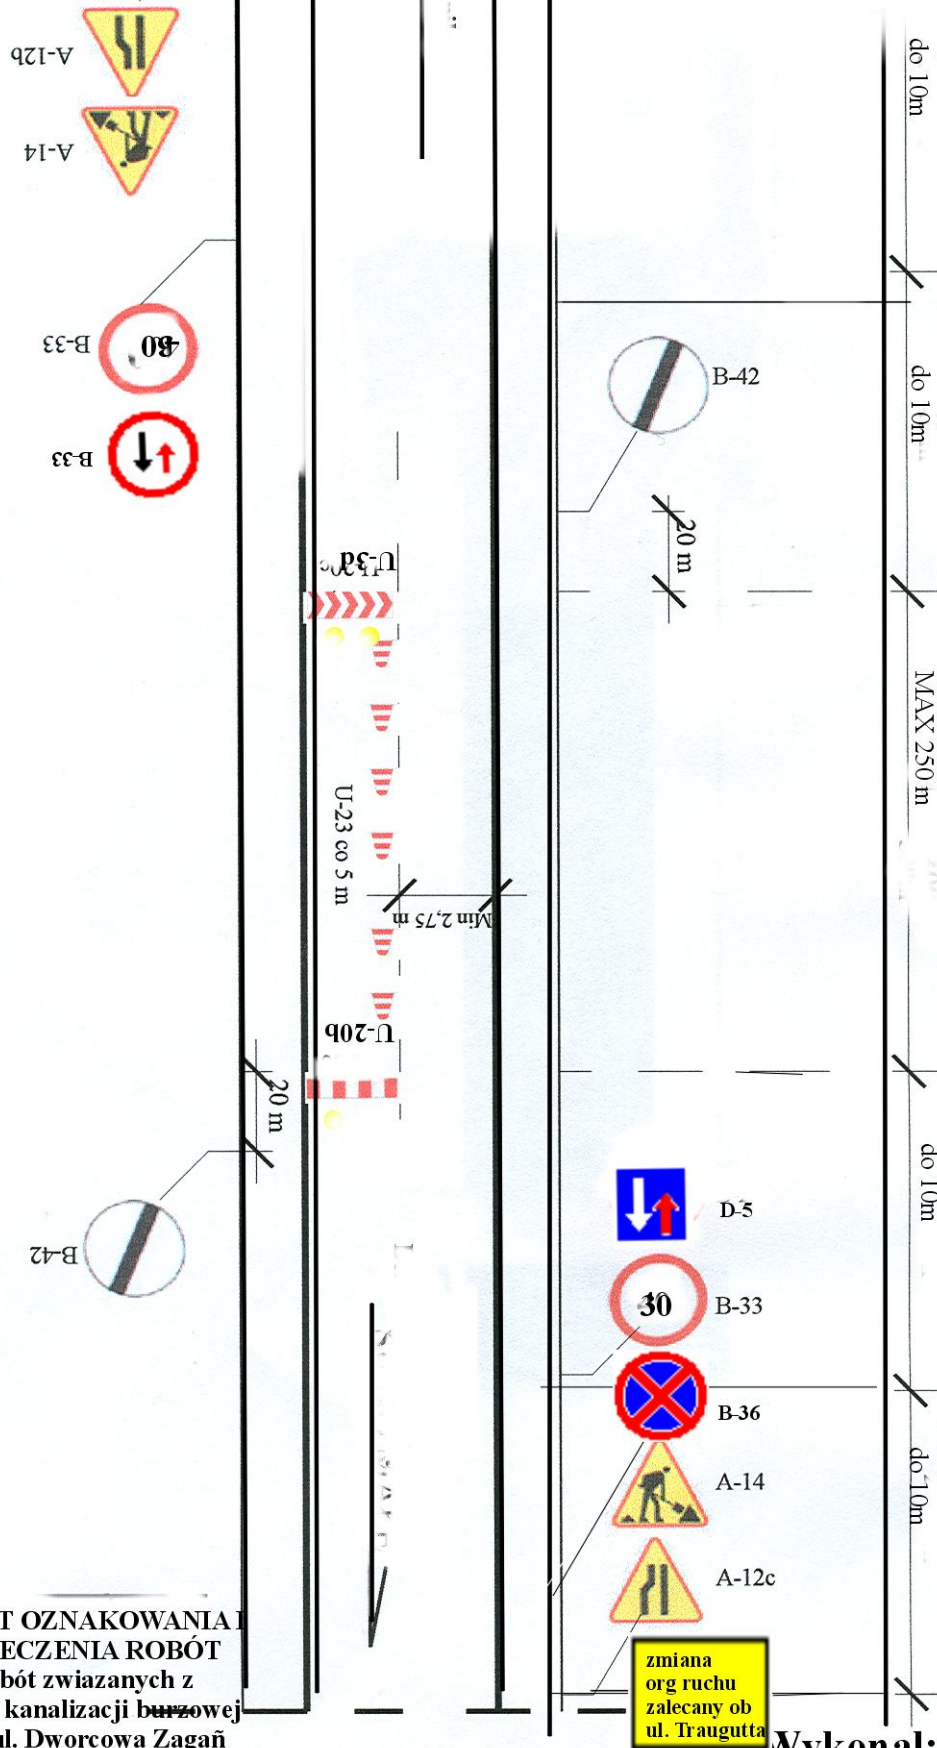 A-12b
A-14
do 10m
B-33
B-33
B-42
do 10m
20 m
U-3d
MAX 250 m
U-23 co 5 m
Min 2,75 m
U-20b
20 m
B-42
do 10m
D-5
30
B-33
B-36
A-14
do 10m
A-12c
T OZNAKOWANIA I
ECZENIA ROBÓT
bót zwiazanych z
kanalizacji burzowej
ul. Dworcowa Zagañ
zmiana
org ruchu
zalecany ob
ul. Traugutta
Wykonal: